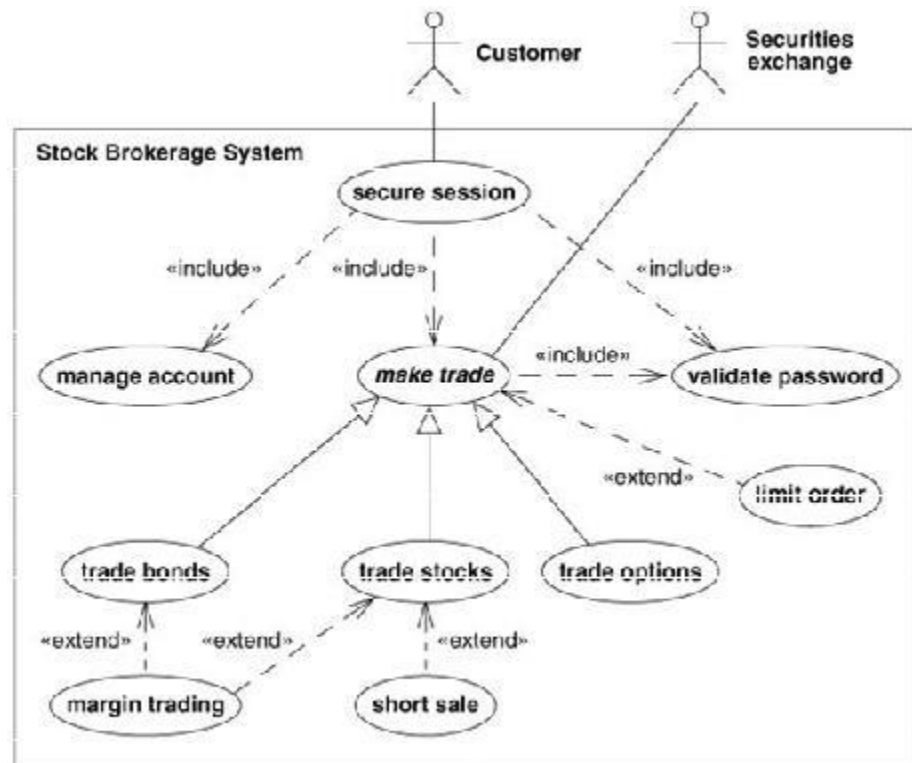 Customer
Securities
exchange
Stock Brokerage System
secure session
«include»
«include»
«include»
manage account
make trade
«include»
validate password
«extend»
limit order
trade bonds
trade stocks
trade options
«extend»
«extend»
«extend»
margin trading
short sale